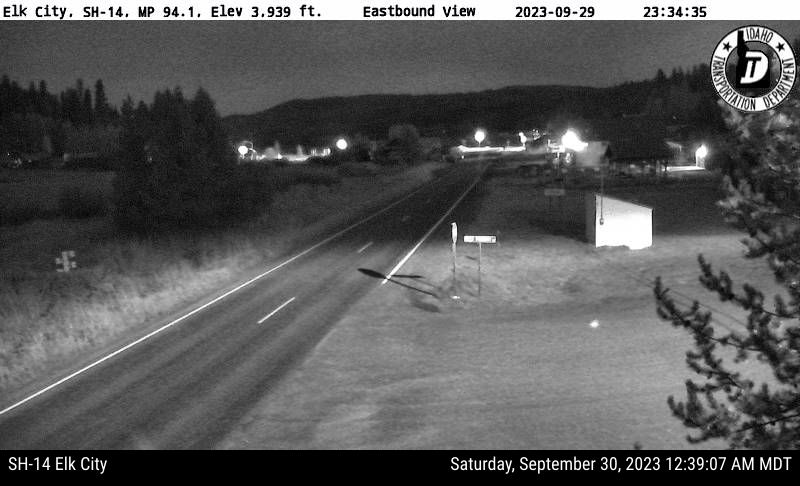 Elk City, SH-14, MP 94.1, Elev 3,939 ft. Eastbound View 2023-09-29 23:34:35
IDAHO
TRANSPORTATION DEPARTMENT
SH-14 Elk City Saturday, September 30, 2023 12:39:07 AM MDT